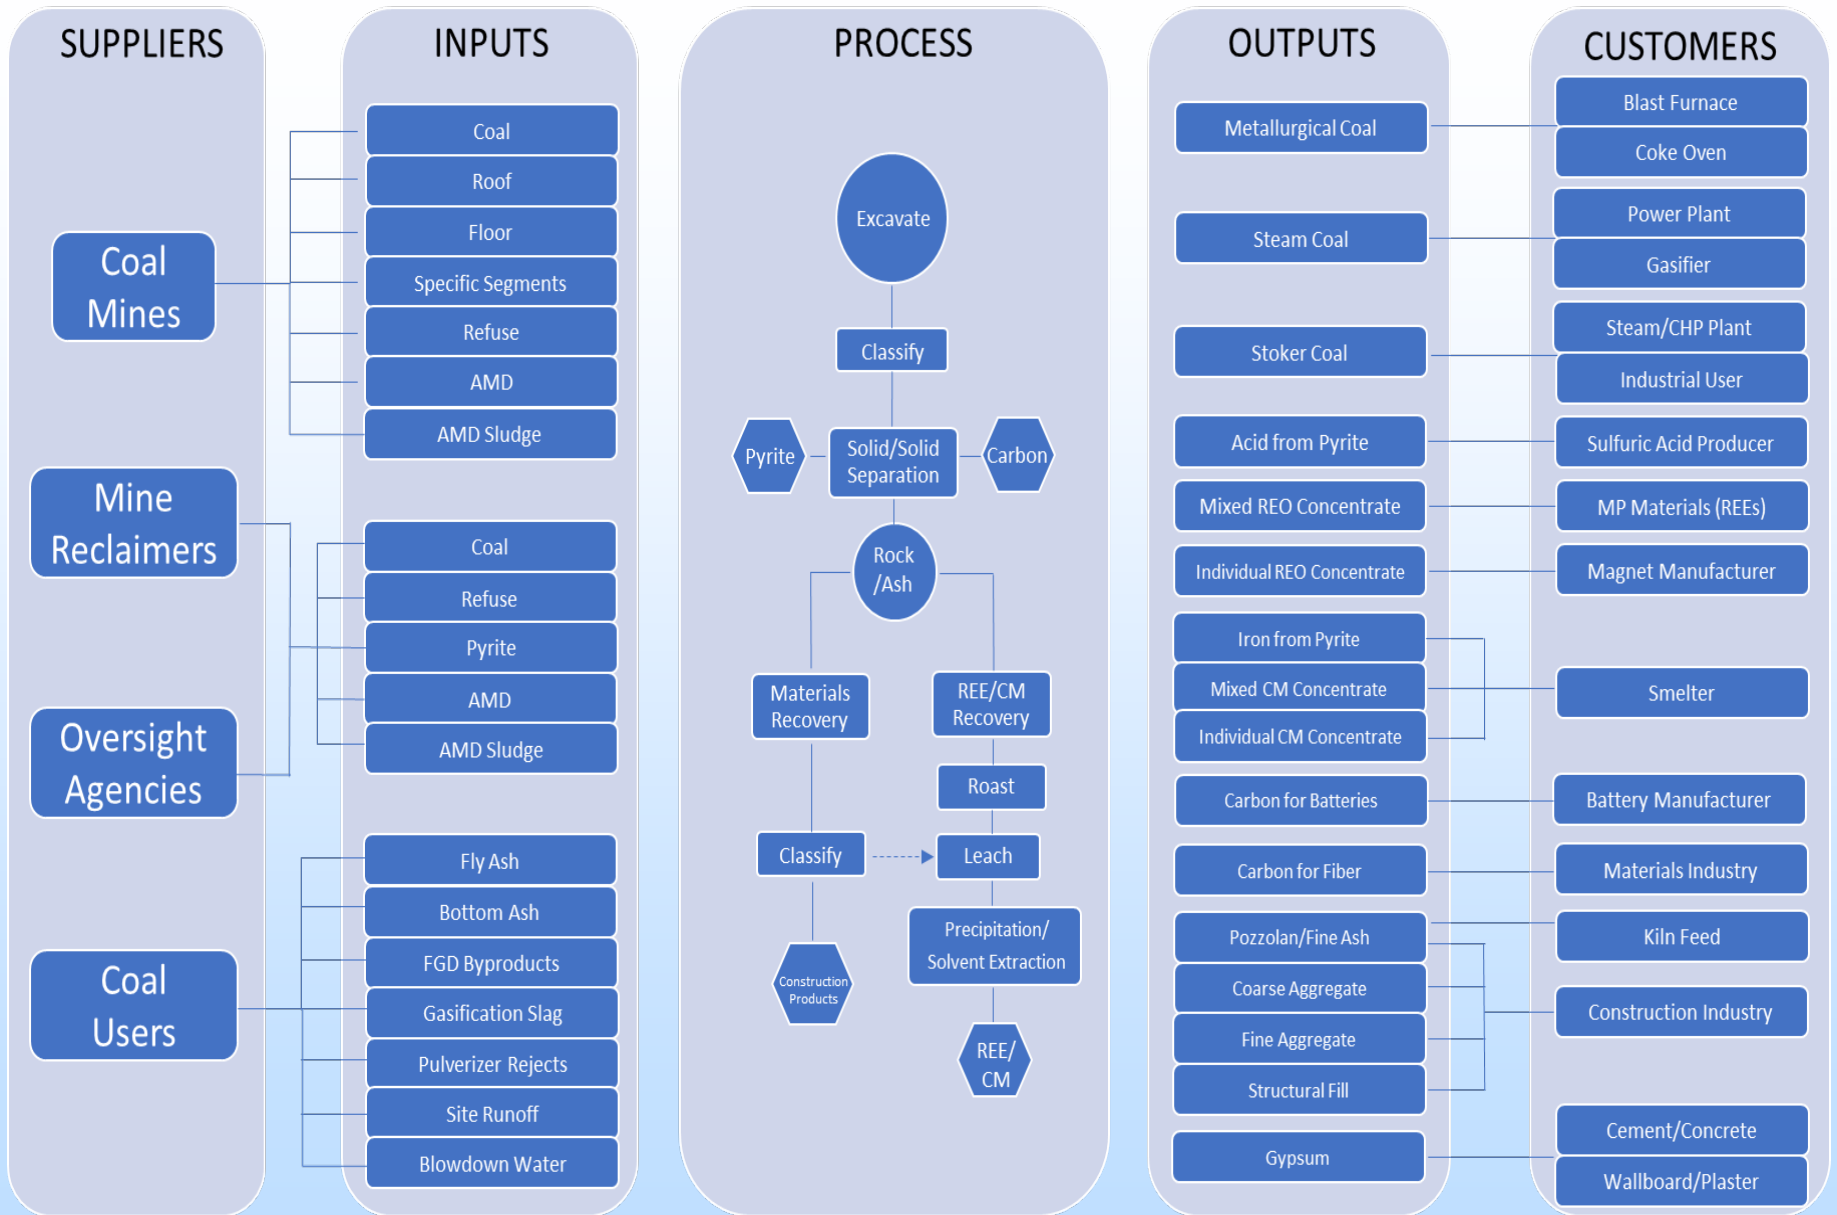 SUPPLIERS
Coal
Mines
Mine
Reclaimers
Oversight
Agencies
Coal
Users
INPUTS
Coal
Roof
Floor
Specific Segments
Refuse
AMD
AMD Sludge
Coal
Refuse
Pyrite
AMD
AMD Sludge
Fly Ash
Bottom Ash
FGD Byproducts
Gasification Slag
Pulverizer Rejects
Site Runoff
Blowdown Water
PROCESS
Excavate
Classify
Pyrite
Solid/Solid
Separation
Carbon
Rock
/Ash
Materials
Recovery
REE/CM
Recovery
Roast
Classify
Leach
Precipitation/
Solvent Extraction
Construction
Products
REE/
CM
OUTPUTS
Metallurgical Coal
Steam Coal
Stoker Coal
Acid from Pyrite
Mixed REO Concentrate
Individual REO Concentrate
Iron from Pyrite
Mixed CM Concentrate
Individual CM Concentrate
Carbon for Batteries
Carbon for Fiber
Pozzolan/Fine Ash
Coarse Aggregate
Fine Aggregate
Structural Fill
Gypsum
CUSTOMERS
Blast Furnace
Coke Oven
Power Plant
Gasifier
Steam/CHP Plant
Industrial User
Sulfuric Acid Producer
MP Materials (REEs)
Magnet Manufacturer
Smelter
Battery Manufacturer
Materials Industry
Kiln Feed
Construction Industry
Cement/Concrete
Wallboard/Plaster